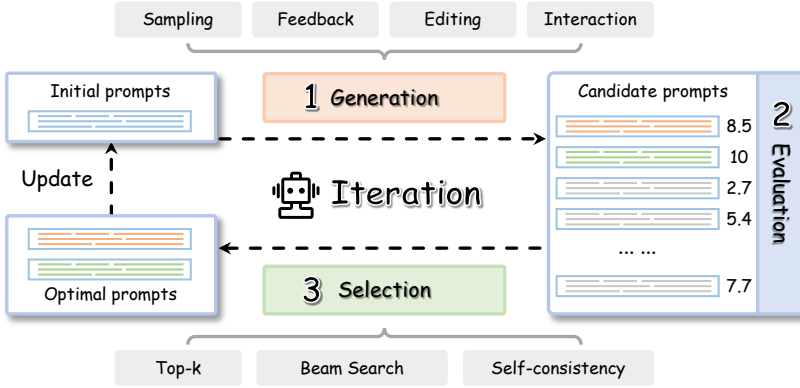 Sampling
Feedback
Editing
Interaction
Initial prompts
1 Generation
Candidate prompts
8.5
10
2.7
5.4
... ...
7.7
2 Evaluation
Update
Iteration
Optimal prompts
3 Selection
Top-k
Beam Search
Self-consistency